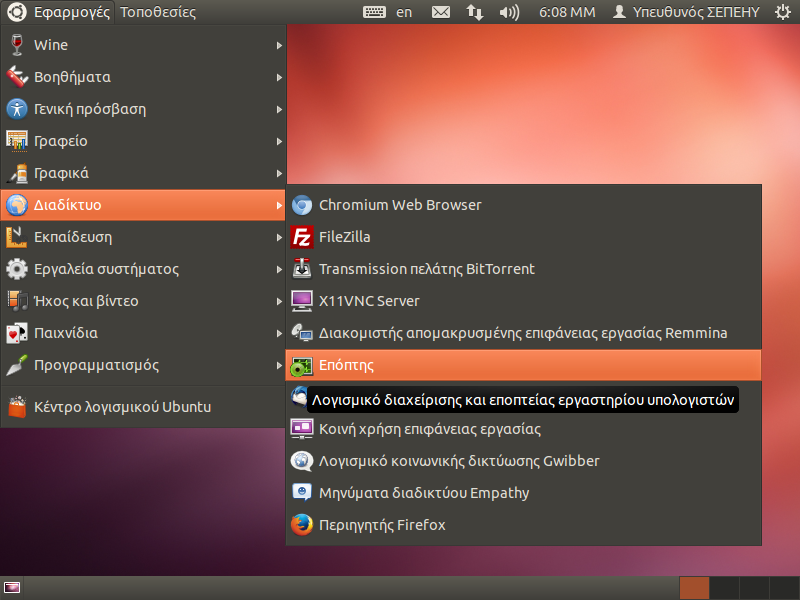 Εφαρμογές Τοποθεσίες en 6:08 ΜΜ Υπευθυνός ΣΕΠΕΗΥ
Wine
Βοηθήματα
Γενική πρόσβαση
Γραφείο
Γραφικά
Διαδίκτυο
Εκπαίδευση
Εργαλεία συστήματος
Ήχος και βίντεο
Παιχνίδια
Προγραμματισμός
Κέντρο λογισμικού Ubuntu
Chromium Web Browser
FileZilla
Transmission πελάτης BitTorrent
X11VNC Server
Διακομιστής απομακρυσμένης επιφάνειας εργασίας Remmina
Επόπτης
Λογισμικό διαχείρισης και εποπτείας εργαστηρίου υπολογιστών
Κοινή χρήση επιφάνειας εργασίας
Λογισμικό κοινωνικής δικτύωσης Gwibber
Μηνύματα διαδικτύου Empathy
Περιηγητής Firefox